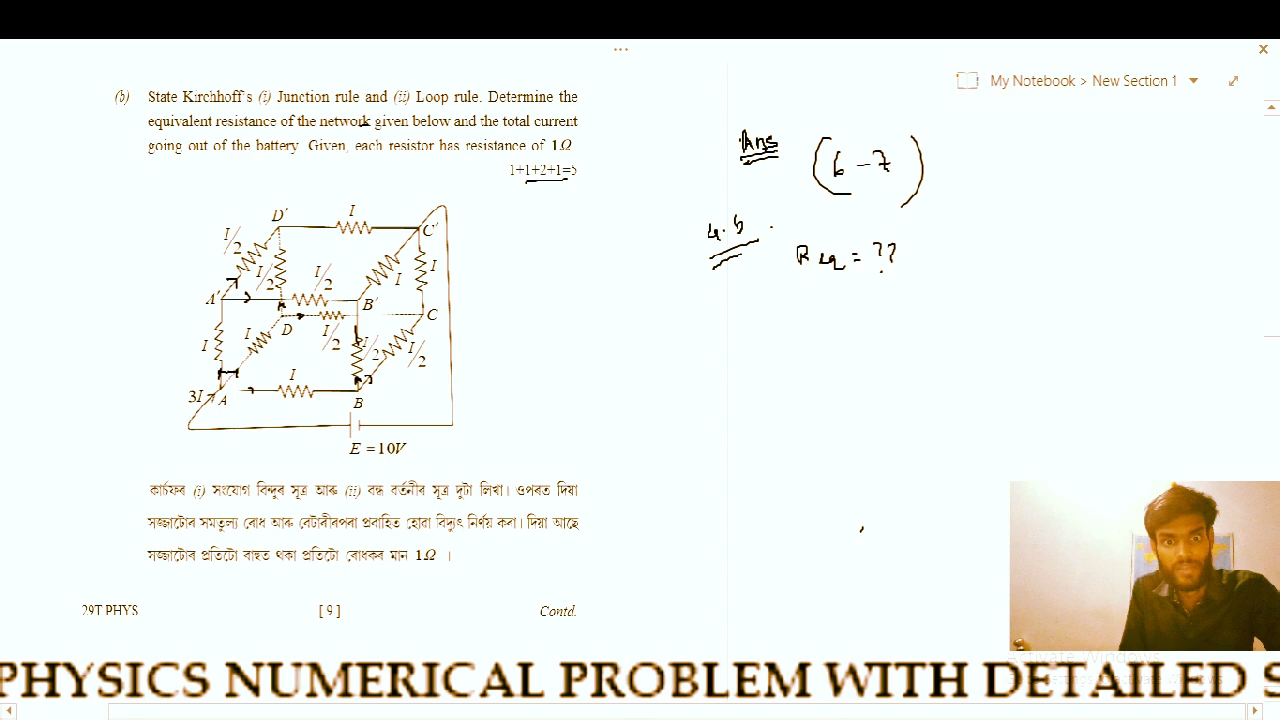 ...
My Notebook > New Section 1
(b) State Kirchhoff's (i) Junction rule and (ii) Loop rule. Determine the
equivalent resistance of the network given below and the total current
going out of the battery. Given, each resistor has resistance of 1Ω
1+1+2+1=5
Ans (6-7)
4.b.
Req = ??
D' I C'
I/2 I/2 I/2 I I
A' B'
D C
I I I/2 I/2 I/2
I
3I A B
E = 10V
কাৰ্চফৰ (i) সংযোগ বিন্দুৰ সূত্ৰ আৰু (ii) বদ্ধ বৰ্তনীৰ সূত্ৰ দুটা লিখা। ওপৰত দিয়া
সজ্জাটোৰ সমতুল্য ৰোধ আৰু বেটাৰীৰপৰা প্ৰবাহিত হোৱা বিদ্যুৎ নিৰ্ণয় কৰা। দিয়া আছে
সজ্জাটোৰ প্ৰতিটো বাহুত থকা প্ৰতিটো ৰোধকৰ মান 1Ω ।
29T PHYS [ 9 ] Contd.
Activate Windows
PHYSICS NUMERICAL PROBLEM WITH DETAILED S